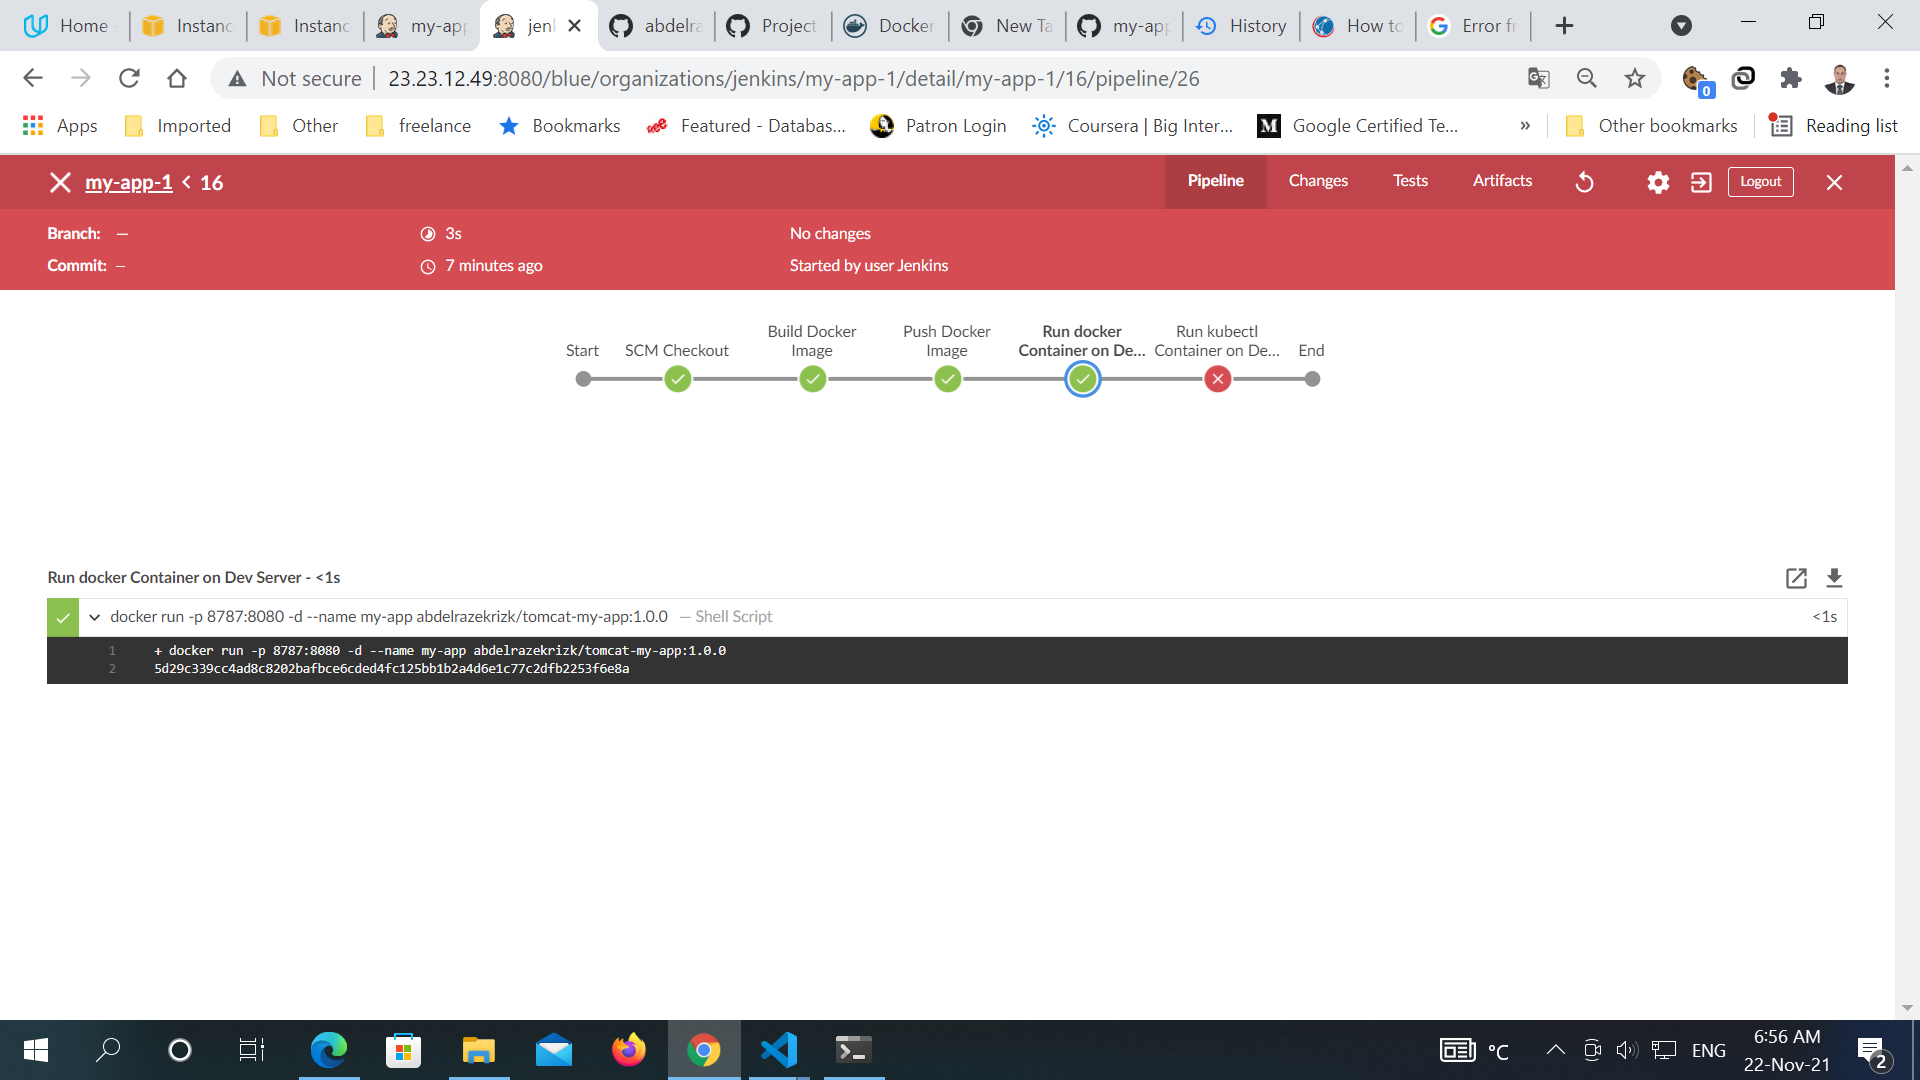 Home
Instanc
Instanc
my-app
jenl
abdelra
Project
Docker
New Ta
my-app
History
How to
Error fr
Not secure
23.23.12.49:8080/blue/organizations/jenkins/my-app-1/detail/my-app-1/16/pipeline/26
0
Apps
Imported
Other
freelance
Bookmarks
Featured - Databas...
Patron Login
Coursera | Big Inter...
M
Google Certified Te...
»
Other bookmarks
Reading list
my-app-1 < 16
Pipeline
Changes
Tests
Artifacts
Logout
Branch: —
3s
No changes
Commit: —
7 minutes ago
Started by user Jenkins
Start
SCM Checkout
Build Docker
Image
Push Docker
Image
Run docker
Container on De...
Run kubectl
Container on De...
End
Run docker Container on Dev Server - <1s
docker run -p 8787:8080 -d --name my-app abdelrazekrizk/tomcat-my-app:1.0.0 — Shell Script
<1s
1 + docker run -p 8787:8080 -d --name my-app abdelrazekrizk/tomcat-my-app:1.0.0
2 5d29c339cc4ad8c8202bafbce6cded4fc125bb1b2a4d6e1c77c2dfb2253f6e8a
°C
ENG
6:56 AM
22-Nov-21
2